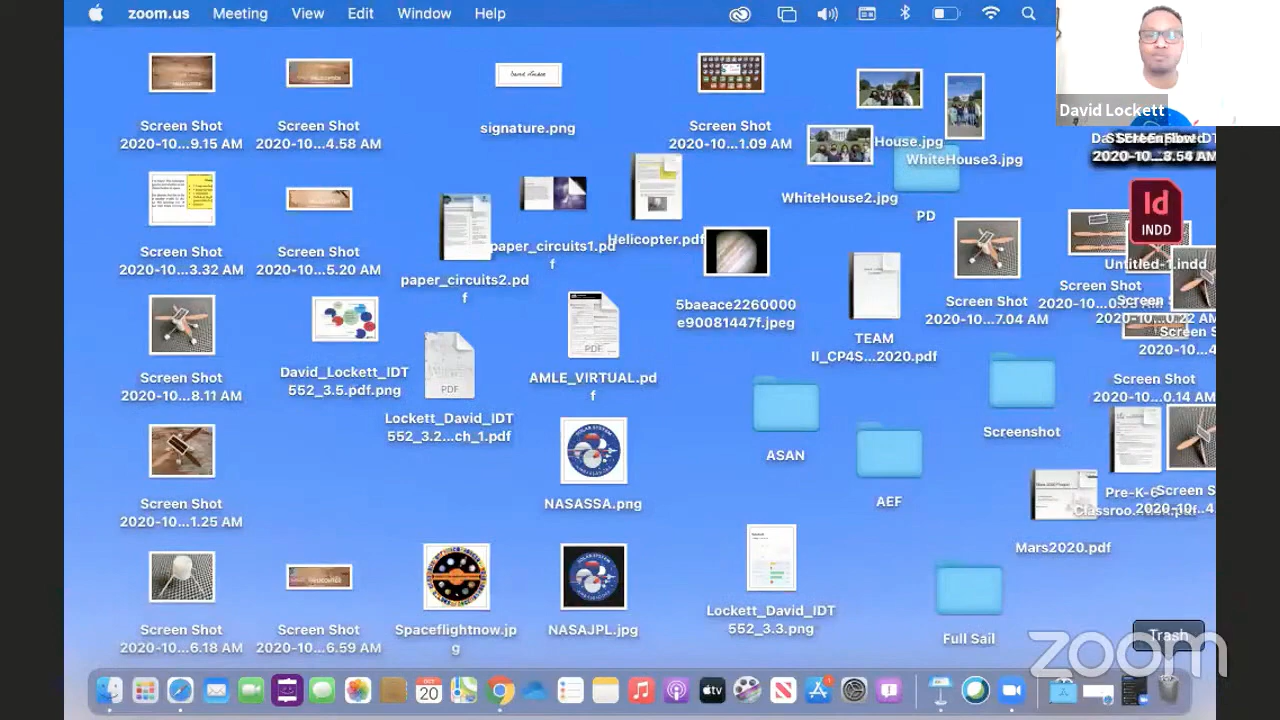 zoom.us Meeting View Edit Window Help
David Lockett
Screen Shot
2020-10...9.15 AM
Screen Shot
2020-10...4.58 AM
signature.png
Screen Shot
2020-10...1.09 AM
House.jpg
WhiteHouse3.jpg
WhiteHouse2.jpg
PD
Screen Shot
2020-10...3.32 AM
Screen Shot
2020-10...5.20 AM
paper_circuits2.pd
f
paper_circuits1.pd
f
Helicopter.pdf
5baeace2260000
e90081447f.jpeg
TEAM
II_CP4S...2020.pdf
Screen Shot
2020-10...7.04 AM
Id
INDD
Untitled-1.indd
Screen Shot
2020-10...8.11 AM
David_Lockett_IDT
552_3.5.pdf.png
PDF
Lockett_David_IDT
552_3.2...ch_1.pdf
PDF
AMLE_VIRTUAL.pd
f
NASASSA.png
ASAN
AEF
Screenshot
Screen Shot
2020-10...0.14 AM
Screen Shot
2020-10...1.25 AM
Mars2020.pdf
Screen Shot
2020-10...6.18 AM
Screen Shot
2020-10...6.59 AM
Spaceflightnow.jp
g
NASAJPL.jpg
Lockett_David_IDT
552_3.3.png
Full Sail
Trash
zoom
OCT
20
tv